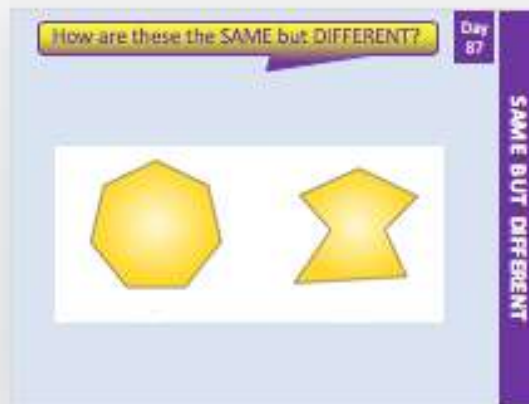 How are these the SAME but DIFFERENT?
Day
87
SAME BUT DIFFERENT